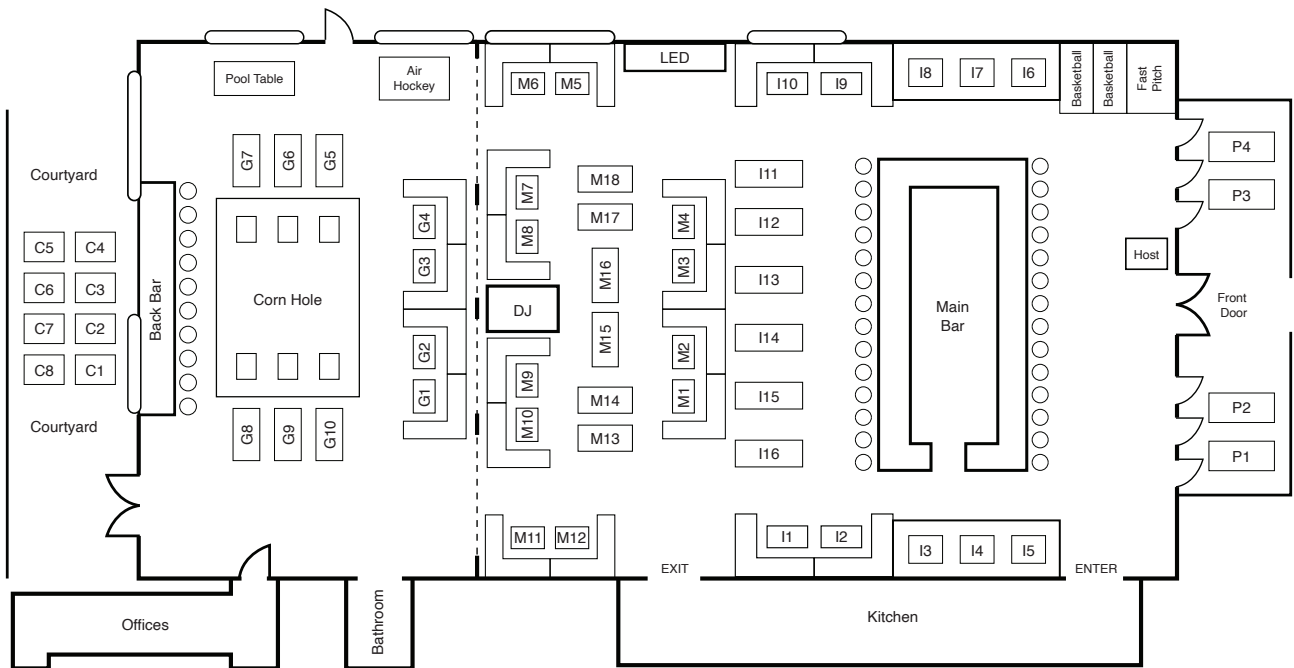 LED
Pool Table
Air
Hockey
M6
M5
I10
I9
I8
I7
I6
Basketball
Basketball
Fast
Pitch
P4
P3
Courtyard
G7
G6
G5
M18
M17
M7
M8
G4
G3
M4
M3
I11
I12
C5
C4
C6
C3
C7
C2
C8
C1
Back Bar
Corn Hole
DJ
M16
M15
I13
I14
Main
Bar
Host
Front
Door
G2
G1
M9
M10
M2
M1
M14
M13
I15
I16
P2
P1
Courtyard
G8
G9
G10
M11
M12
I1
I2
I3
I4
I5
EXIT
ENTER
Offices
Bathroom
Kitchen